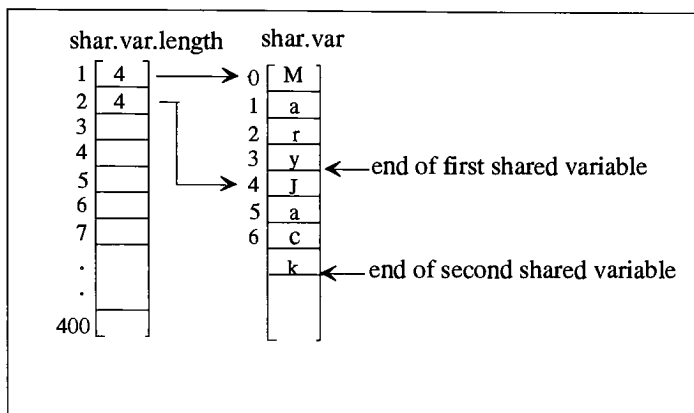 shar.var.length shar.var
1 4 0 M
2 4 1 a
3 2 r
4 3 y end of first shared variable
5 4 J
6 5 a
7 6 c
. k end of second shared variable
.
400